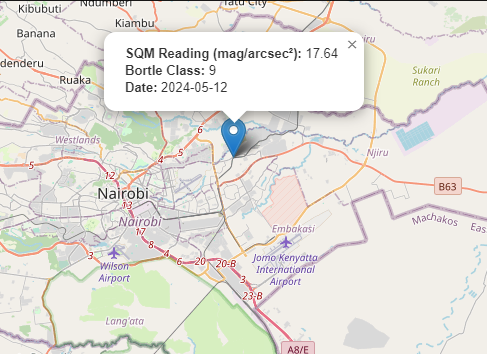 Kibubuti
Ndumberi
Tatu City
Kiambu
Banana
Ruaka
SQM Reading (mag/arcsec²): 17.64
Bortle Class: 9
Date: 2024-05-12
×
Sukari
Ranch
6
5
4
Westlands
5
12
Njiru
B63
Nairobi
13
Nairobi
17
8
4
6
20
20-B
3
3
23-B
Embakasi
Machakos
Wilson
Airport
Jomo Kenyatta
International
Airport
Lang'ata
A8/E